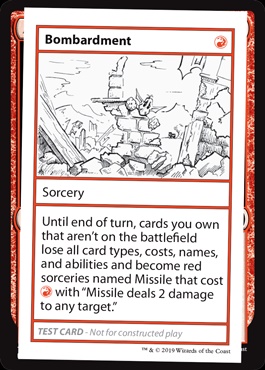 Bombardment
Sorcery
Until end of turn, cards you own
that aren't on the battlefield
lose all card types, costs, names,
and abilities and become red
sorceries named Missile that cost
with "Missile deals 2 damage
to any target."
TEST CARD - Not for constructed play
™ & © 2019 Wizards of the Coast